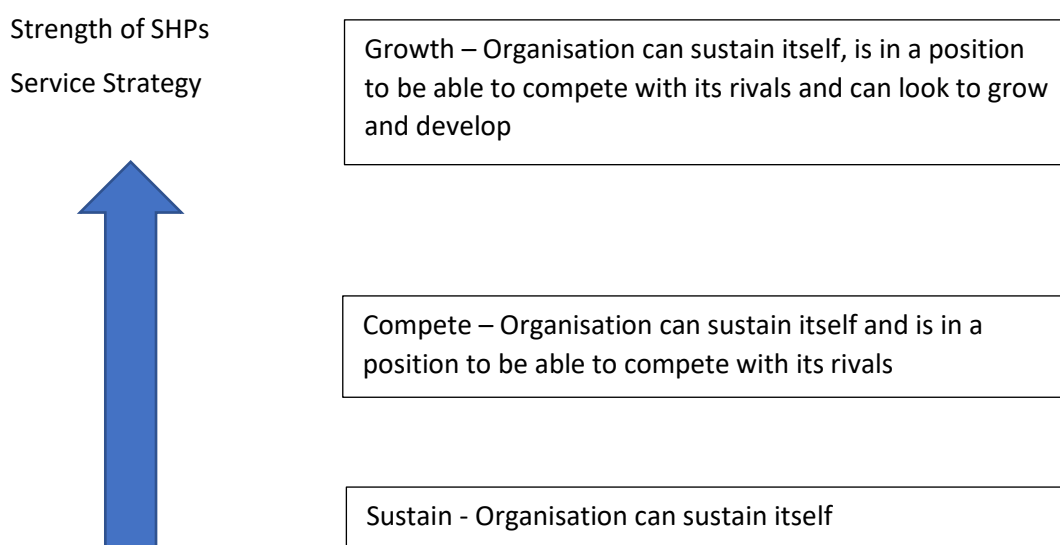 Strength of SHPs
Service Strategy
Growth – Organisation can sustain itself, is in a position
to be able to compete with its rivals and can look to grow
and develop
Compete – Organisation can sustain itself and is in a
position to be able to compete with its rivals
Sustain - Organisation can sustain itself